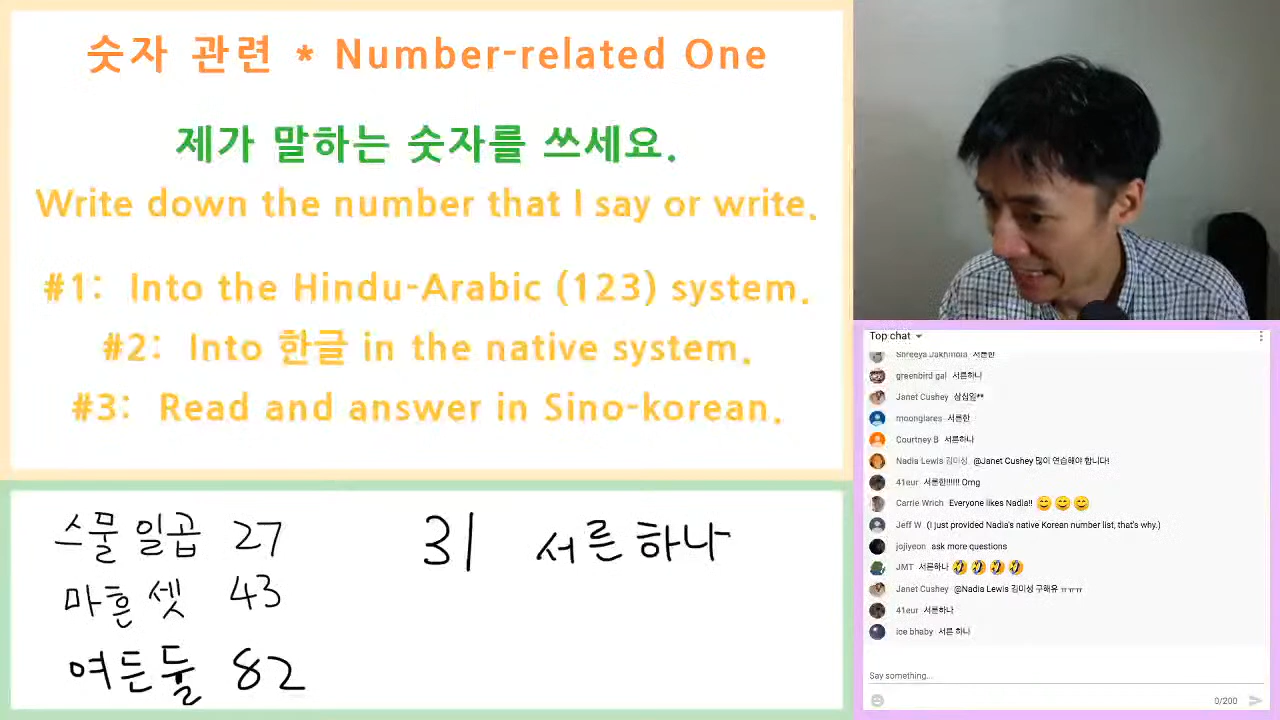 숫자 관련 * Number-related One
제가 말하는 숫자를 쓰세요.
Write down the number that I say or write.
#1: Into the Hindu-Arabic (123) system.
#2: Into 한글 in the native system.
#3: Read and answer in Sino-korean.
스물 일곱 27
마흔 셋 43
여든 둘 82
31 서른 하나
Top chat
Shreeya Jakhmola 서른한
greenbird gal 서른하나
Janet Cushey 삼십일**
moonglares 서른한
Courtney B 서른하나
Nadia Lewis 김미성 @Janet Cushey 많이 연습해야 합니다!
41eur 서른한!!!!!! Omg
Carrie Wrich Everyone likes Nadia!! 😊😊😊
Jeff W (I just provided Nadia's native Korean number list, that's why.)
jojiyeon ask more questions
JMT 서른하나 🤣🤣🤣🤣
Janet Cushey @Nadia Lewis 김미성 구해유 ㅠㅠㅠ
41eur 서른하나
ice bhaby 서른 하나
Say something...
0/200